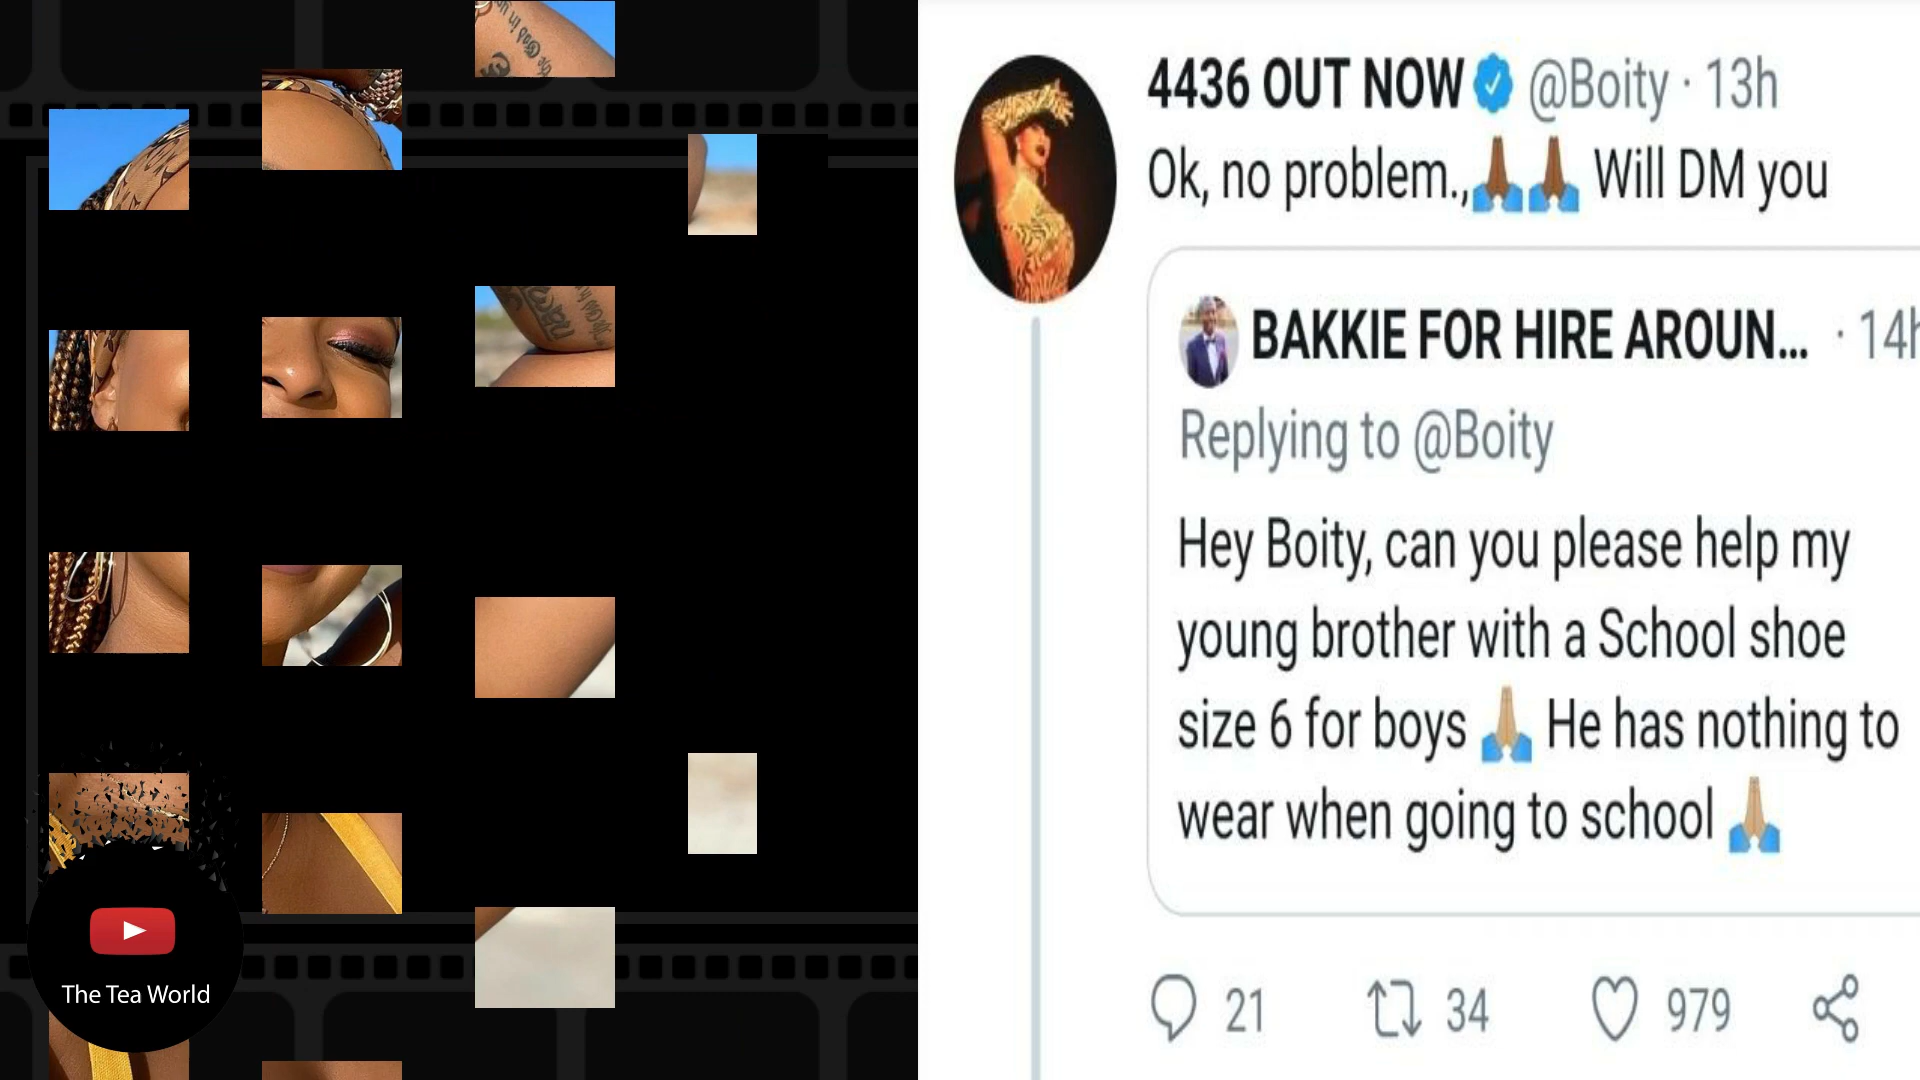 4436 OUT NOW @Boity · 13h
Ok, no problem.,🙏🏾🙏🏾 Will DM you
BAKKIE FOR HIRE AROUN... · 14h
Replying to @Boity
Hey Boity, can you please help my
young brother with a School shoe
size 6 for boys 🙏🏼 He has nothing to
wear when going to school 🙏🏼
21 34 979
The Tea World